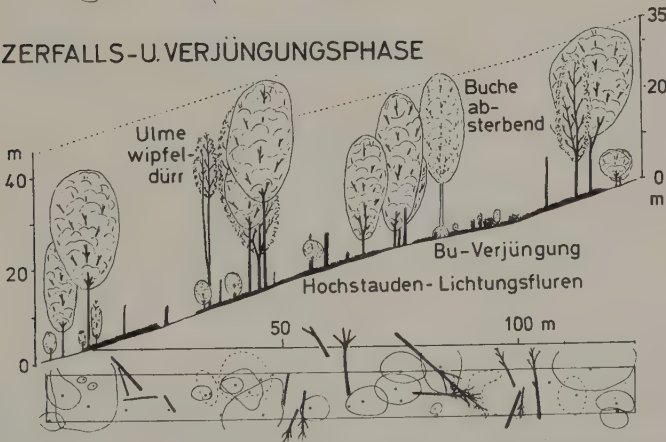 35
ZERFALLS-U. VERJÜNGUNGSPHASE
20
Ulme
wipfel-
dürr
Buche
ab-
sterbend
m
40
0
m
20
Bu-Verjüngung
Hochstauden-Lichtungsfluren
0
50
100 m